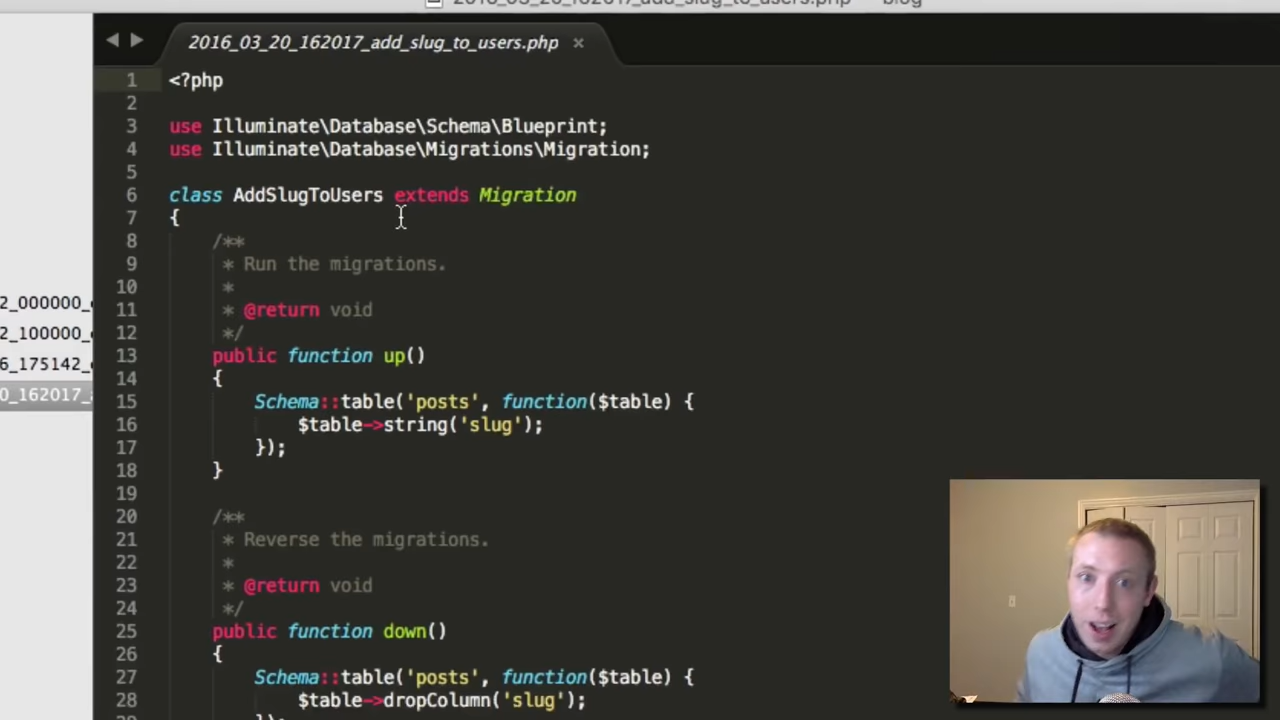 2016_03_20_162017_add_slug_to_users.php — blog
2016_03_20_162017_add_slug_to_users.php ×
1 <?php
2
3 use Illuminate\Database\Schema\Blueprint;
4 use Illuminate\Database\Migrations\Migration;
5
6 class AddSlugToUsers extends Migration
7 {
8 /**
9 * Run the migrations.
10 *
11 * @return void
12 */
13 public function up()
14 {
15 Schema::table('posts', function($table) {
16 $table->string('slug');
17 });
18 }
19
20 /**
21 * Reverse the migrations.
22 *
23 * @return void
24 */
25 public function down()
26 {
27 Schema::table('posts', function($table) {
28 $table->dropColumn('slug');
});
2_000000_
2_100000_
6_175142_
0_162017_